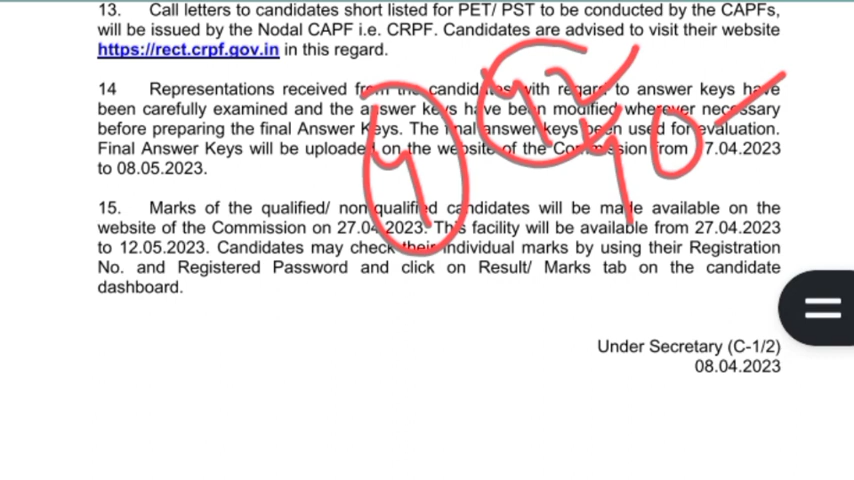 13. Call letters to candidates short listed for PET/ PST to be conducted by the CAPFs,
will be issued by the Nodal CAPF i.e. CRPF. Candidates are advised to visit their website
https://rect.crpf.gov.in in this regard.
14 Representations received from the candidates with regard to answer keys have
been carefully examined and the answer keys have been modified wherever necessary
before preparing the final Answer Keys. The final answer keys been used for evaluation.
Final Answer Keys will be uploaded on the website of the Commission from 7.04.2023
to 08.05.2023.
15. Marks of the qualified/ non qualified candidates will be made available on the
website of the Commission on 27.04.2023. This facility will be available from 27.04.2023
to 12.05.2023. Candidates may check their individual marks by using their Registration
No. and Registered Password and click on Result/ Marks tab on the candidate
dashboard.
Under Secretary (C-1/2)
08.04.2023